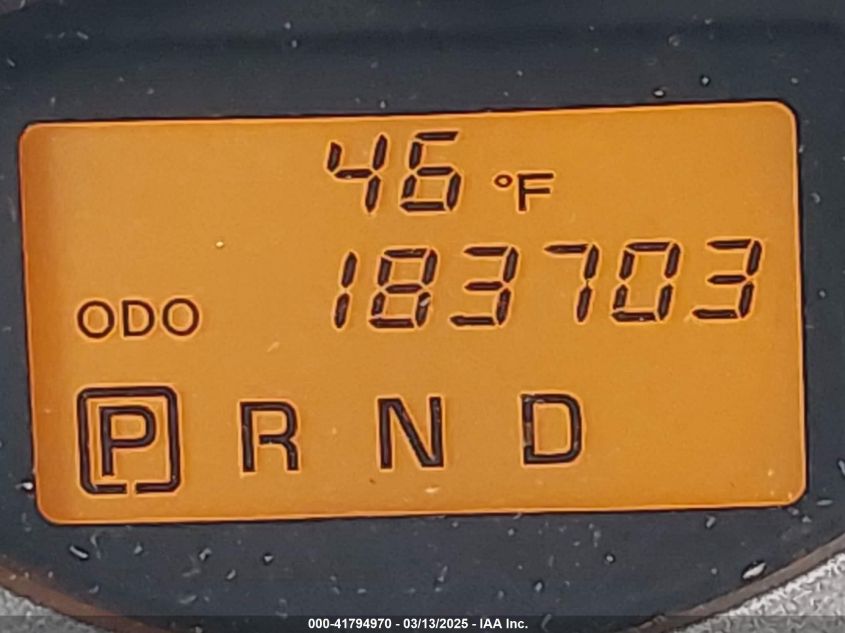 46 °F
ODO 183703
P R N D
000-41794970 - 03/13/2025 - IAA Inc.